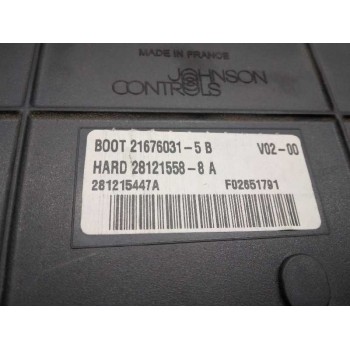 MADE IN FRANCE
JOHNSON
CONTROLS
BOOT 21676031-5 B V02-00
HARD 28121558-8 A
281215447A F02651791